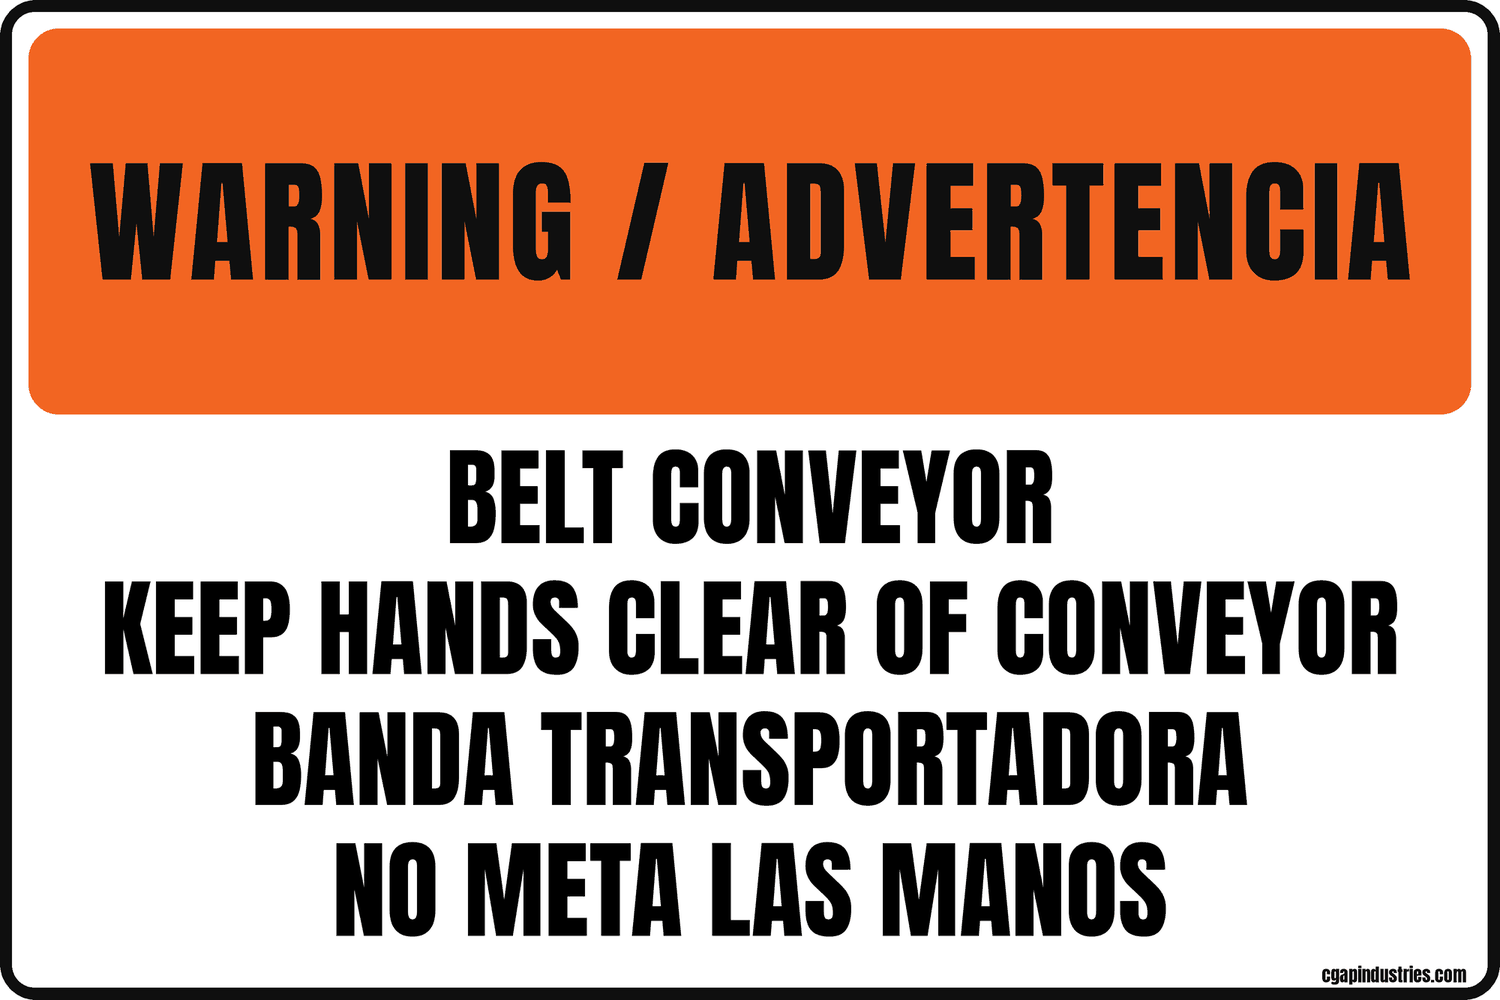 WARNING / ADVERTENCIA
BELT CONVEYOR
KEEP HANDS CLEAR OF CONVEYOR
BANDA TRANSPORTADORA
NO META LAS MANOS
cgapindustries.com